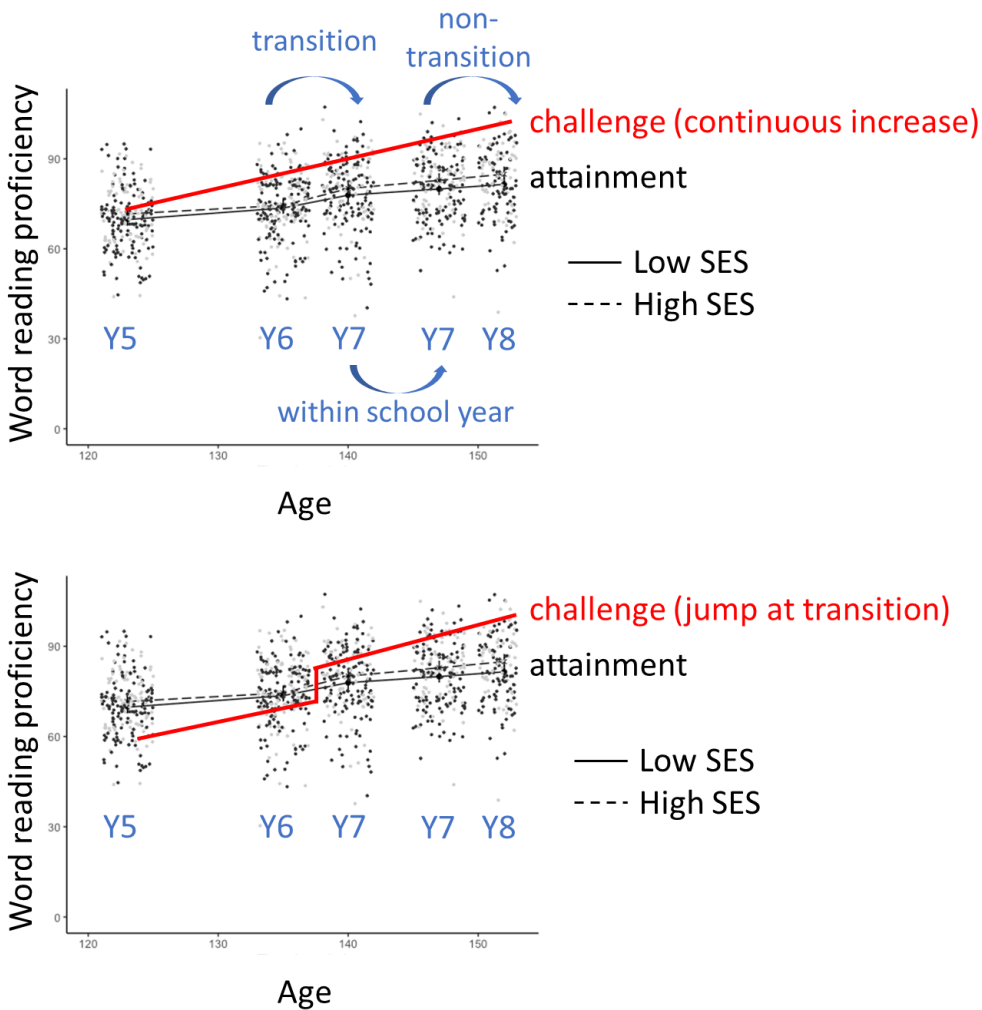 non-
transition
transition
challenge (continuous increase)
attainment
Low SES
High SES
Word reading proficiency
90
60
30
0
Y5
Y6
Y7
Y7
Y8
within school year
120
130
140
150
Age
challenge (jump at transition)
attainment
Low SES
High SES
Word reading proficiency
90
60
30
0
Y5
Y6
Y7
Y7
Y8
120
130
140
150
Age